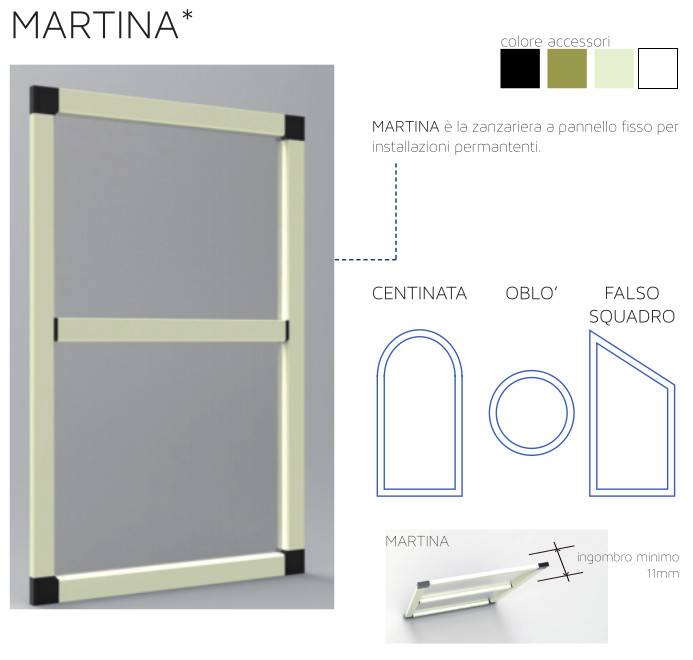 MARTINA*
colore accessori
MARTINA è la zanzariera a pannello fisso per
installazioni permantenti.
CENTINATA
OBLO’
FALSO
SQUADRO
MARTINA
ingombro minimo
11mm